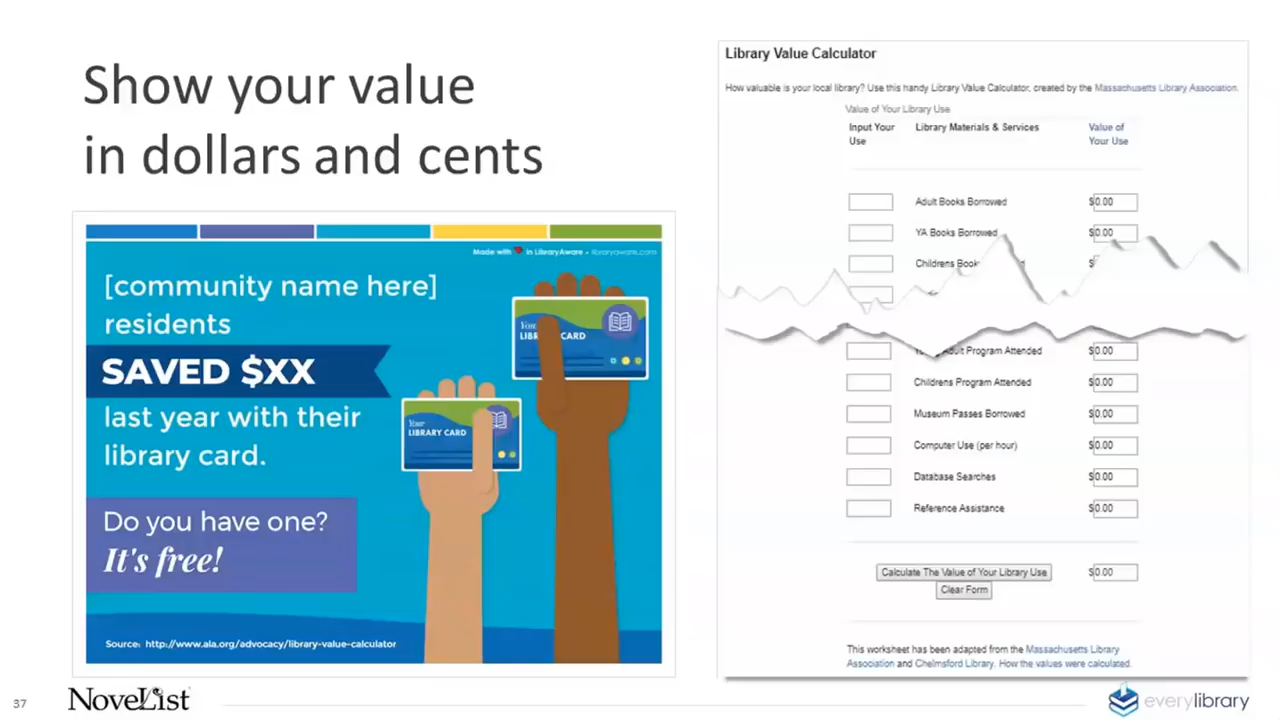 Show your value
in dollars and cents
Made with in LibraryAware • libraryaware.com
[community name here]
residents
SAVED $XX
last year with their
library card.
Do you have one?
It's free!
Your
LIBRARY CARD
Your
LIBRARY CARD
Source: http://www.ala.org/advocacy/library-value-calculator
Library Value Calculator
How valuable is your local library? Use this handy Library Value Calculator, created by the Massachusetts Library Association.
Value of Your Library Use
Input Your Use
Library Materials & Services
Value of Your Use
Adult Books Borrowed $0.00
YA Books Borrowed $0.00
Childrens $
Adult Program Attended $0.00
Childrens Program Attended $0.00
Museum Passes Borrowed $0.00
Computer Use (per hour) $0.00
Database Searches $0.00
Reference Assistance $0.00
Calculate The Value of Your Library Use $0.00
Clear Form
This worksheet has been adapted from the Massachusetts Library
Association and Chelmsford Library. How the values were calculated.
37
NoveList
everylibrary